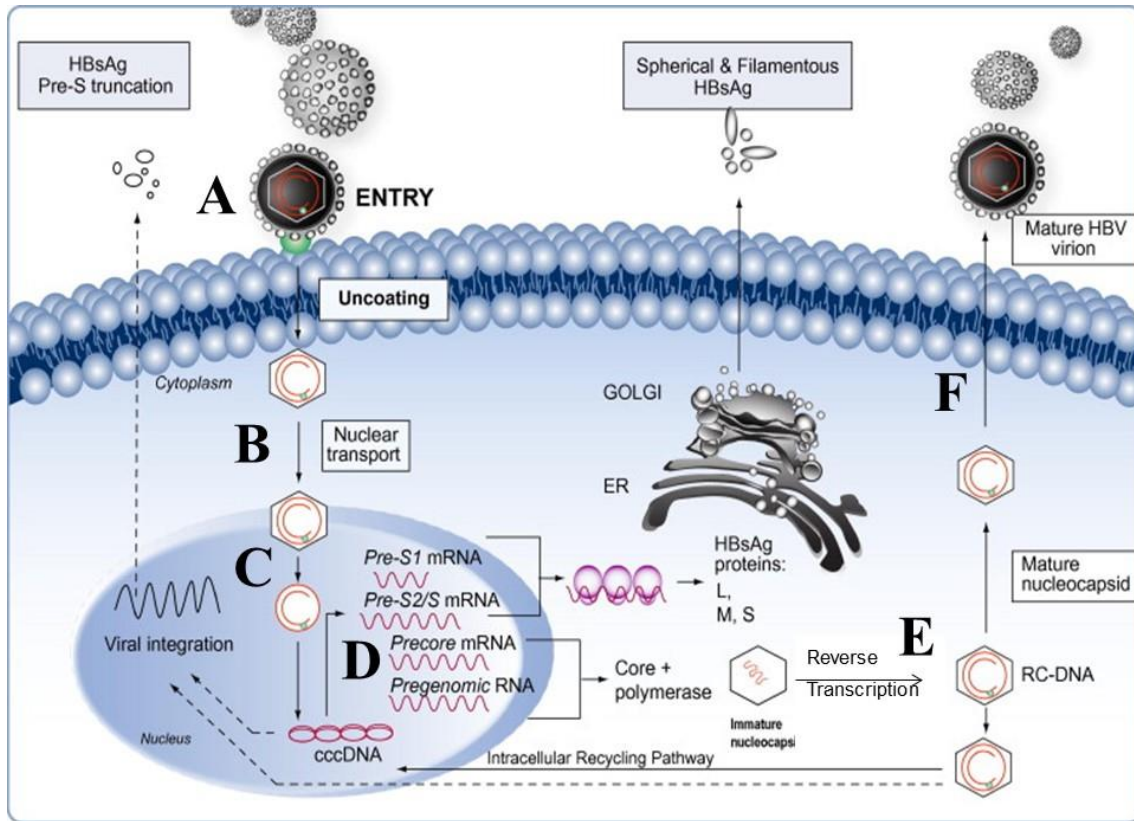 HBsAg
Pre-S truncation
Spherical & Filamentous
HBsAg
A
ENTRY
Mature HBV
virion
Uncoating
Cytoplasm
GOLGI
F
B
Nuclear
transport
ER
C
Pre-S1 mRNA
HBsAg
proteins:
L,
M, S
Mature
nucleocapsid
Pre-S2/S mRNA
Viral integration
D
Precore mRNA
E
Pregenomic RNA
Core +
polymerase
Reverse
Transcription
RC-DNA
Immature
nucleocapsi
Nucleus
cccDNA
Intracellular Recycling Pathway